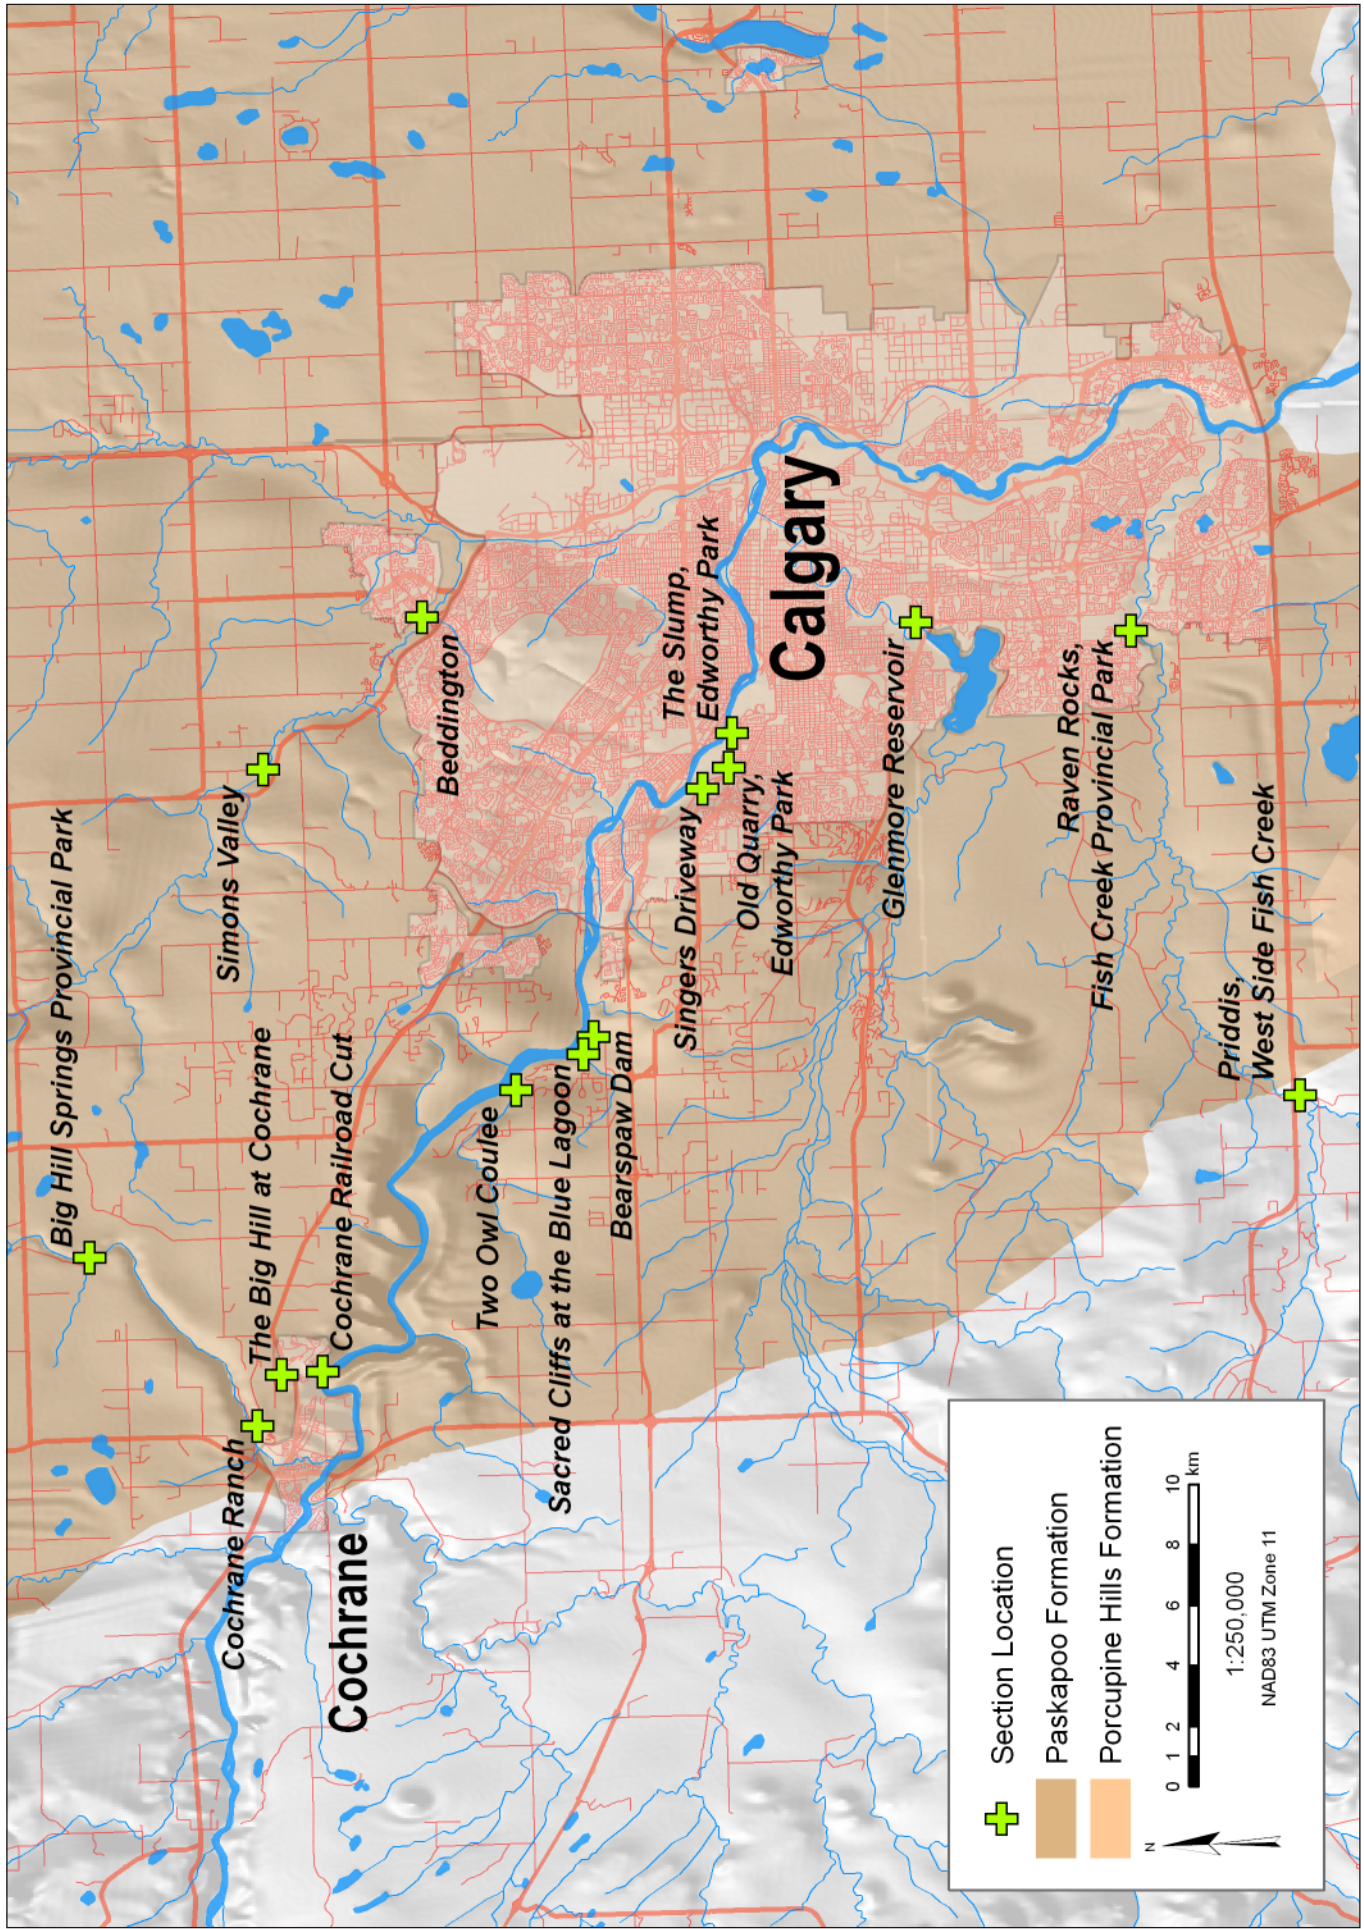 Big Hill Springs Provincial Park
Simons Valley
The Big Hill at Cochrane
Cochrane Railroad Cut
Cochrane Ranch
Cochrane
Beddington
Two Owl Coulee
Sacred Cliffs at the Blue Lagoon
Bearspaw Dam
The Slump,
Edworthy Park
Singers Driveway
Old Quarry,
Edworthy Park
Calgary
Glenmore Reservoir
Raven Rocks,
Fish Creek Provincial Park
Priddis,
West Side Fish Creek
Section Location
Paskapoo Formation
Porcupine Hills Formation
N
0 1 2 4 6 8 10
km
1:250,000
NAD83 UTM Zone 11